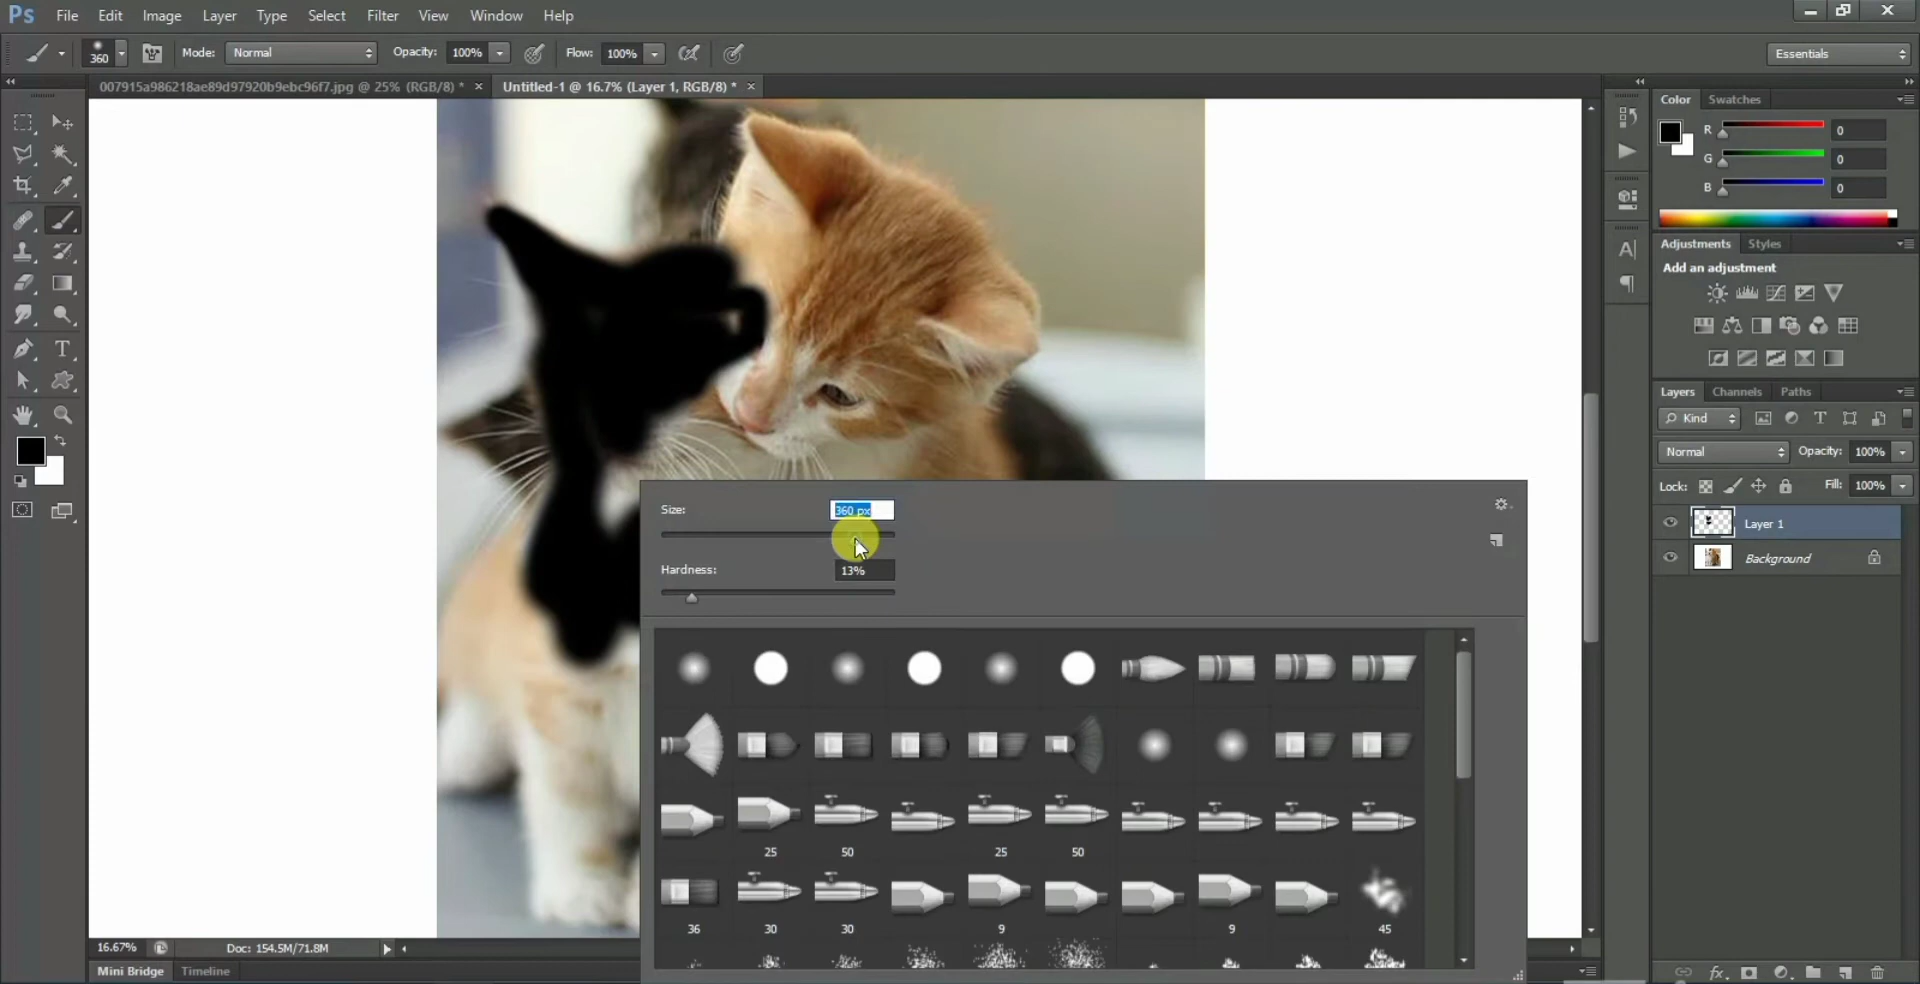 Ps File Edit Image Layer Type Select Filter View Window Help
360 Mode: Normal Opacity: 100% Flow: 100% Essentials
007915a986218ae89d97920b9ebc96f7.jpg @ 25% (RGB/8) * × Untitled-1 @ 16.7% (Layer 1, RGB/8) * ×
Color Swatches
R 0
G 0
B 0
Adjustments Styles
Add an adjustment
Layers Channels Paths
Kind
Normal Opacity: 100%
Lock: Fill: 100%
Layer 1
Background
Size: 360 px
Hardness: 13%
25 50 25 50
36 30 30 9 9 45
16.67% Doc: 154.5M/71.8M
Mini Bridge Timeline